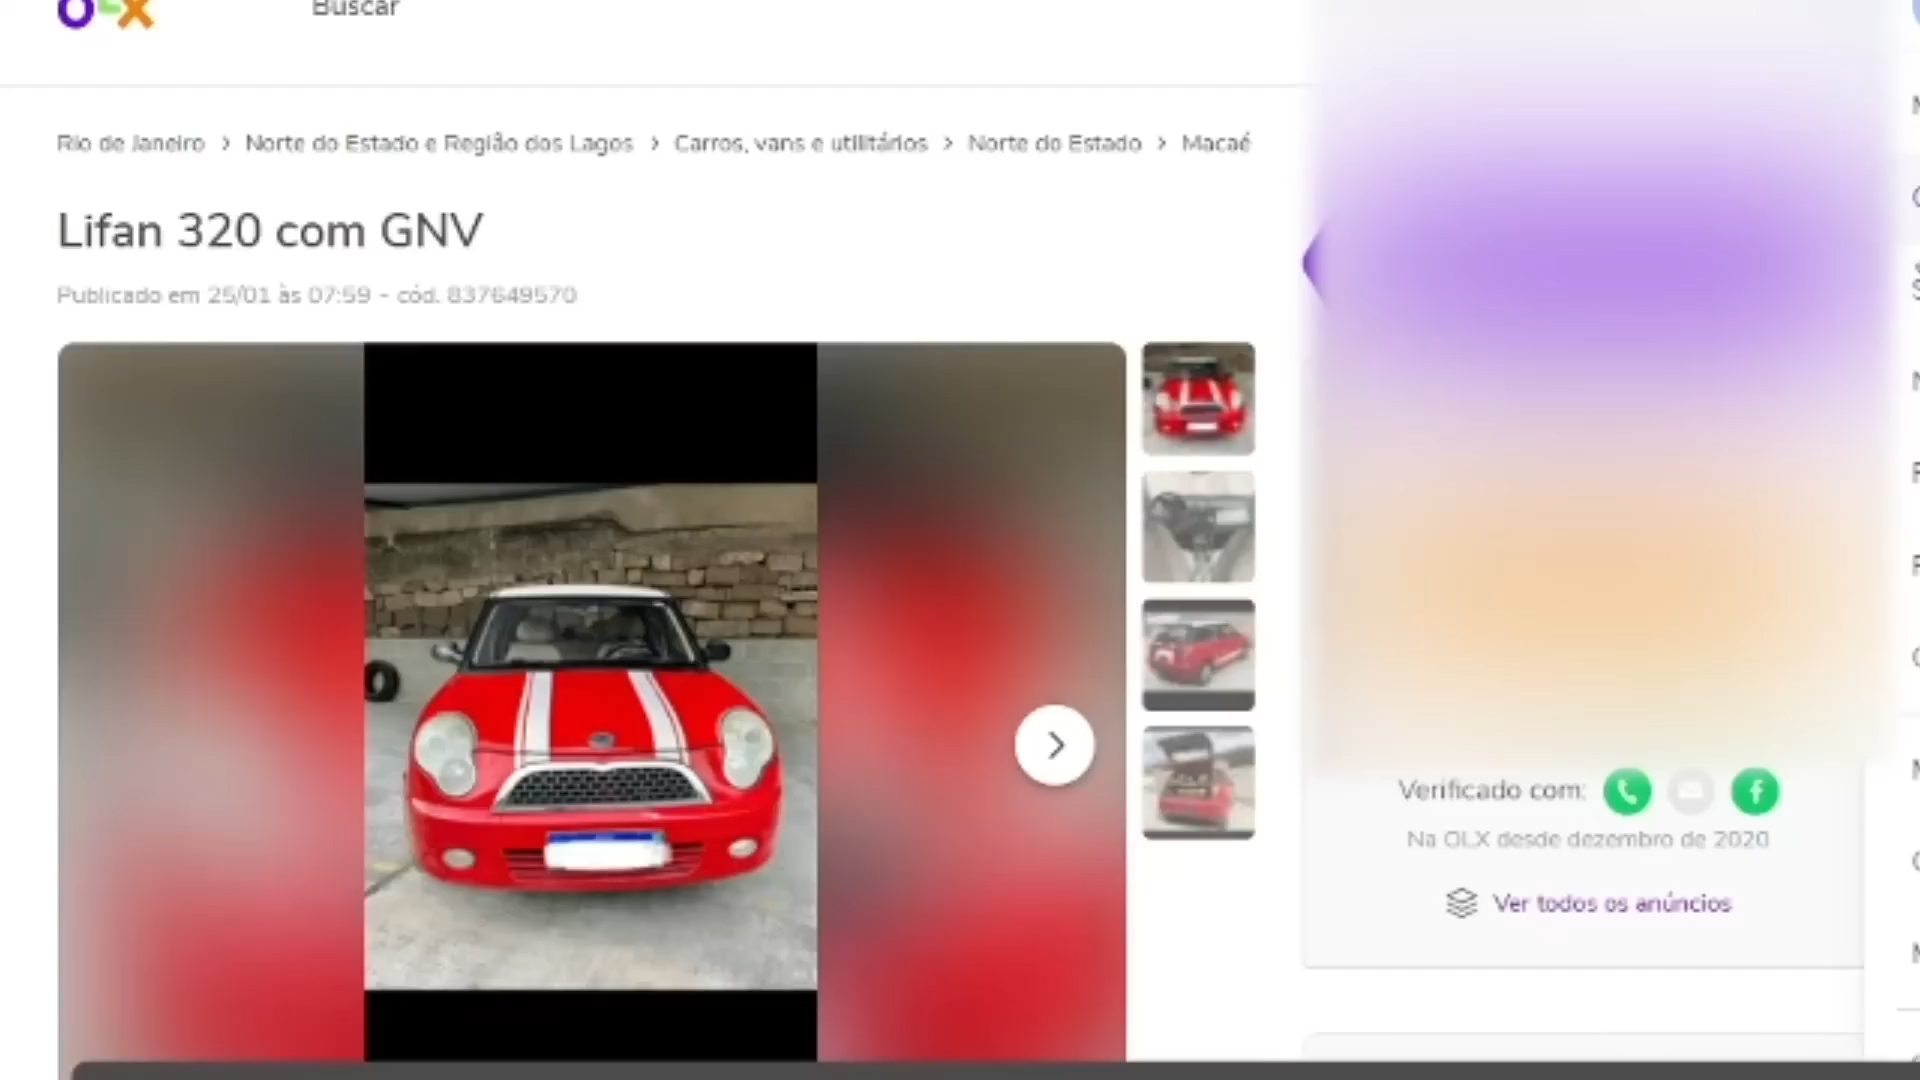 OLX
Buscar
Rio de Janeiro > Norte do Estado e Região dos Lagos > Carros, vans e utilitários > Norte do Estado > Macaé
Lifan 320 com GNV
Publicado em 25/01 às 07:59 - cód. 837649570
Verificado com:
Na OLX desde dezembro de 2020
Ver todos os anúncios